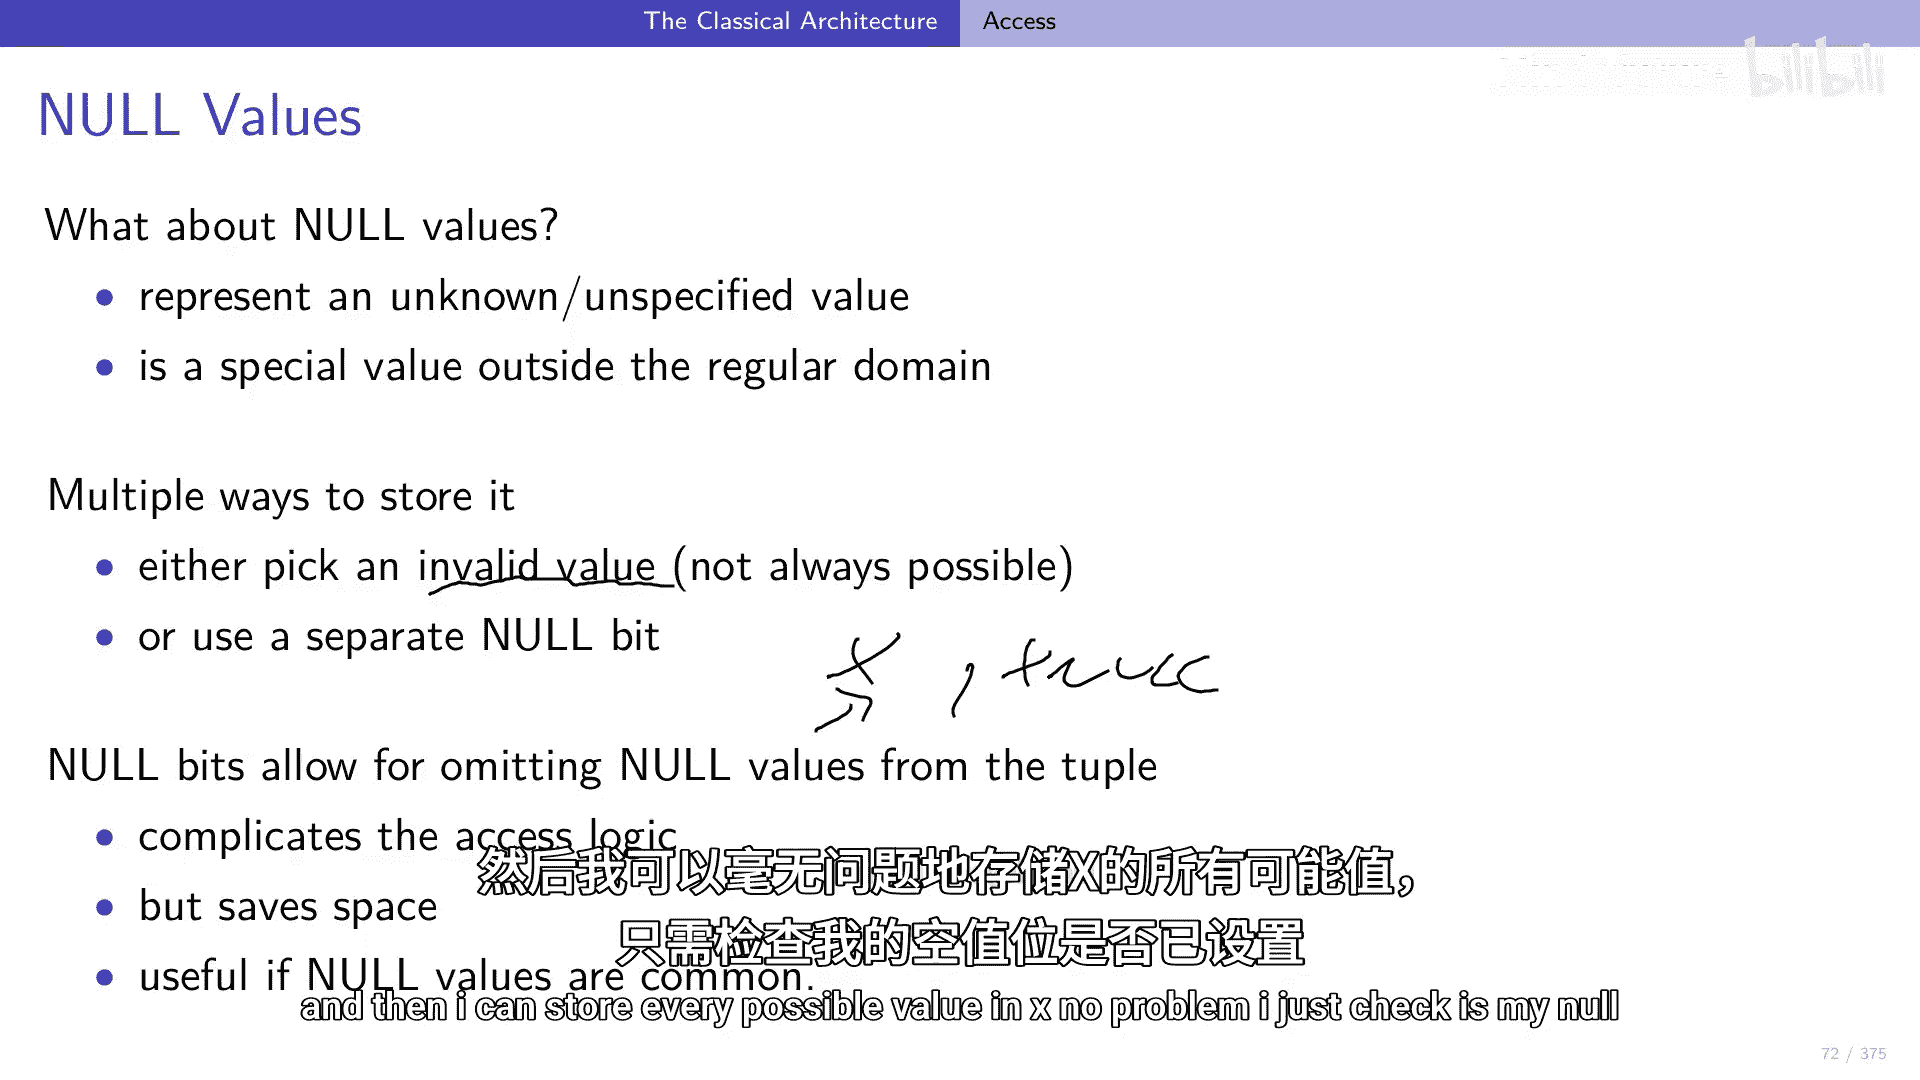 The Classical Architecture Access
bilibili
NULL Values
What about NULL values?
• represent an unknown/unspecified value
• is a special value outside the regular domain
Multiple ways to store it
• either pick an invalid value (not always possible)
• or use a separate NULL bit
NULL bits allow for omitting NULL values from the tuple
• complicates the access logic
然后我可以毫无问题地存储X的所有可能值，
• but saves space
只需检查我的空值位是否已设置
• useful if NULL values are common.
and then i can store every possible value in x no problem i just check is my null
72 / 375